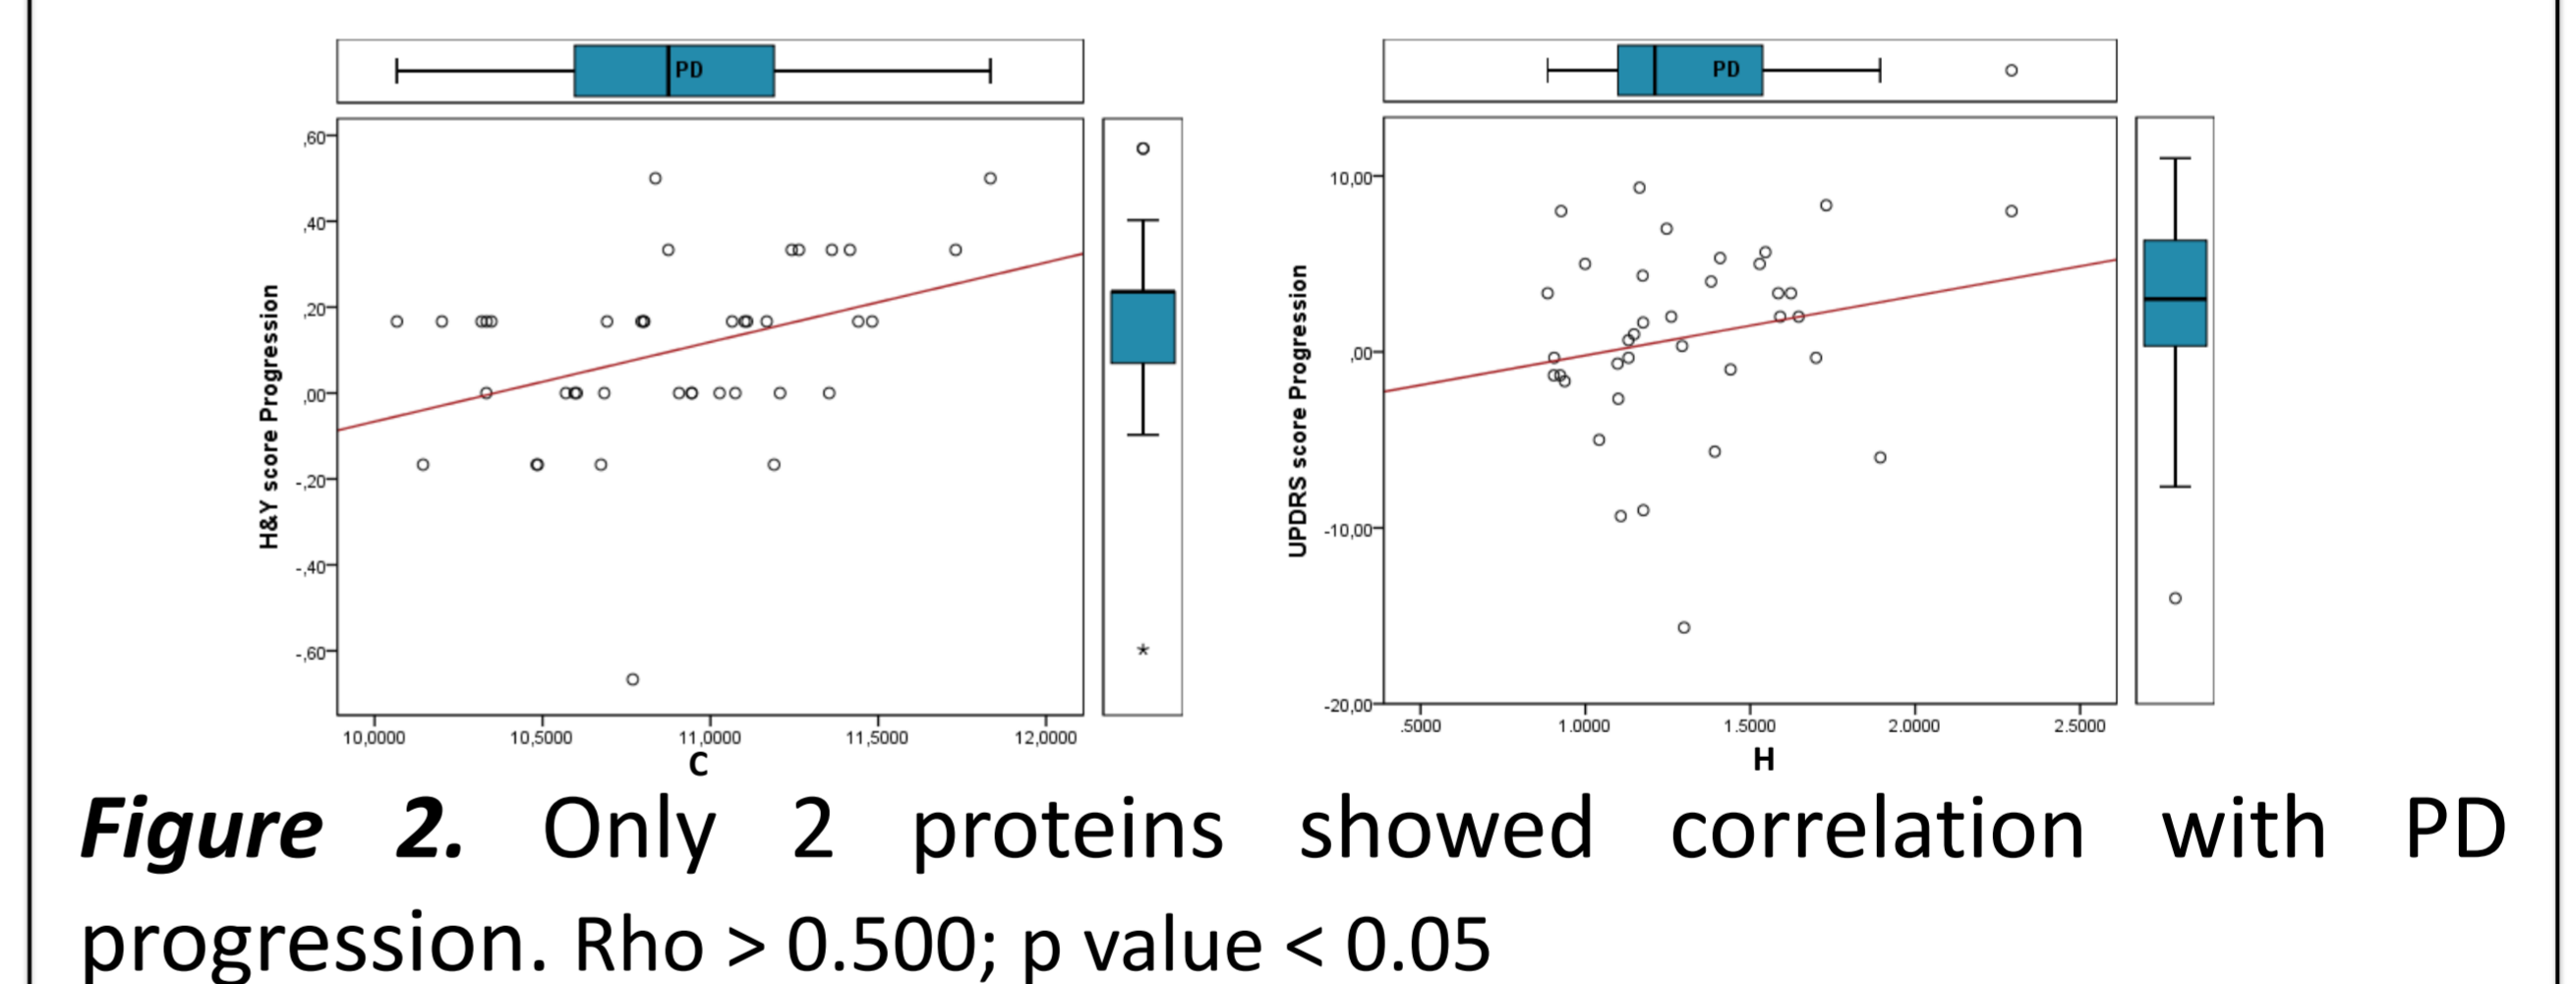 PD
,60
,40
,20
,00
-,20
-,40
-,60
H&Y score Progression
10,0000 10,5000 11,0000 11,5000 12,0000
C
PD
10,00
,00
-10,00
-20,00
UPDRS score Progression
.5000 1.0000 1.5000 2.0000 2.5000
H
Figure 2. Only 2 proteins showed correlation with PD
progression. Rho > 0.500; p value < 0.05